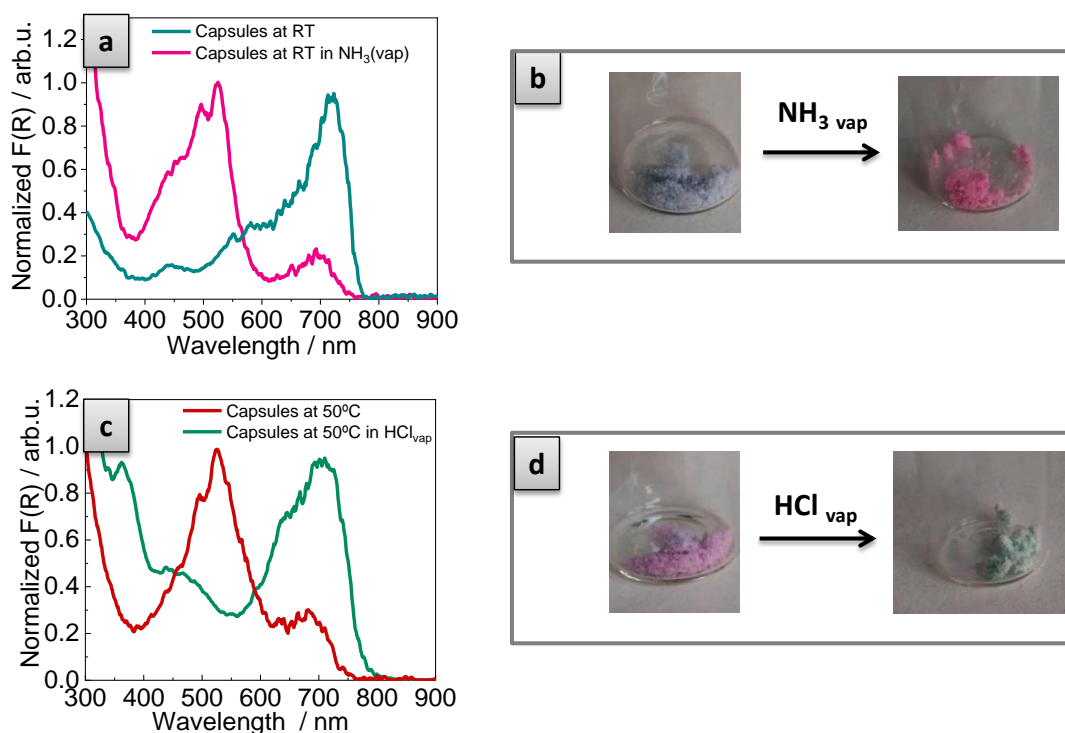 a
Capsules at RT
Capsules at RT in NH₃(vap)
Normalized F(R) / arb.u.
1.2
1.0
0.8
0.6
0.4
0.2
0.0
300 400 500 600 700 800 900
Wavelength / nm
b
NH₃ vap
c
Capsules at 50ºC
Capsules at 50ºC in HClvap
Normalized F(R) / arb.u.
1.2
1.0
0.8
0.6
0.4
0.2
0.0
300 400 500 600 700 800 900
Wavelength / nm
d
HCl vap